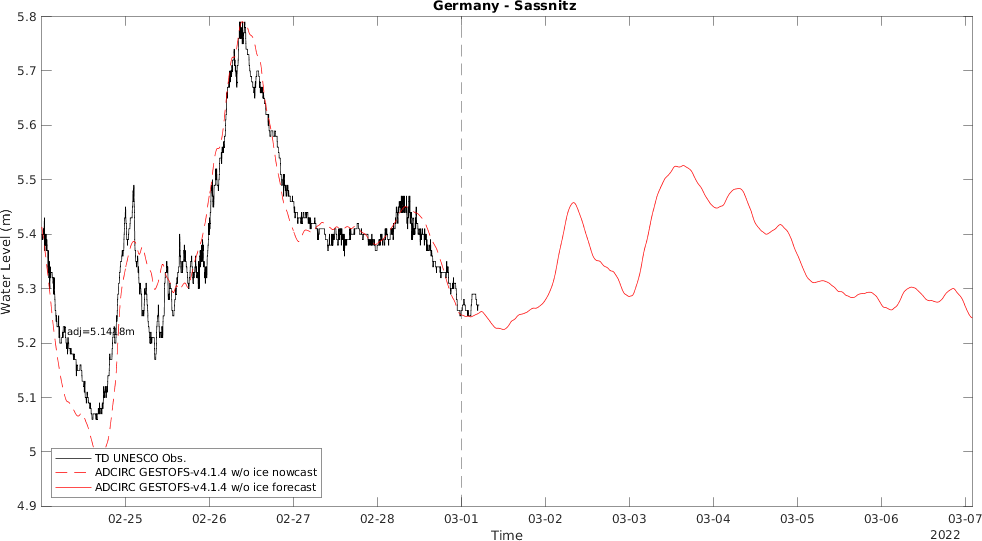 Germany - Sassnitz
Water Level (m)
5.8
5.7
5.6
5.5
5.4
5.3
5.2
5.1
5
4.9
adj=5.1418m
TD UNESCO Obs.
ADCIRC GESTOFS-v4.1.4 w/o ice nowcast
ADCIRC GESTOFS-v4.1.4 w/o ice forecast
02-25 02-26 02-27 02-28 03-01 03-02 03-03 03-04 03-05 03-06 03-07
Time
2022